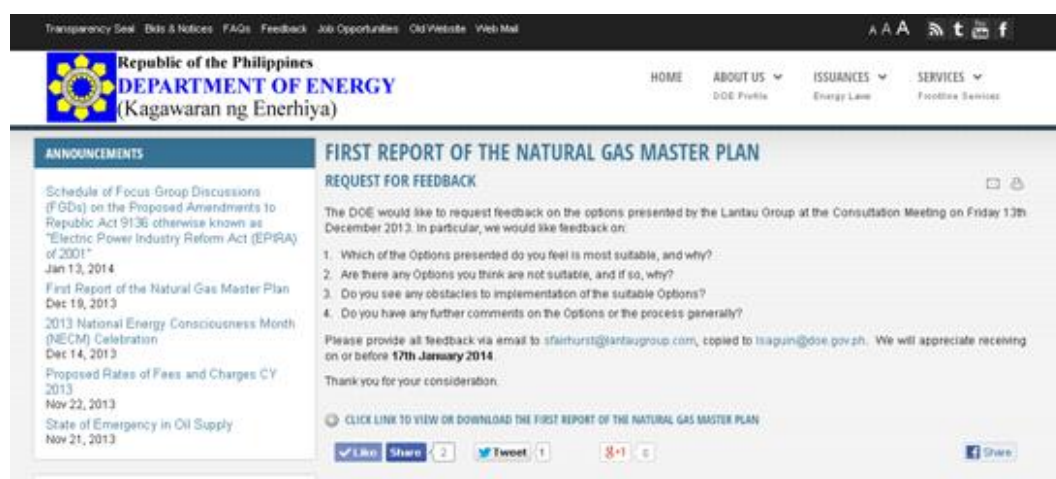 Transparency Seal Bids & Notices FAQs Feedback Job Opportunities Old Website Web Mail
A A A
Republic of the Philippines
DEPARTMENT OF ENERGY
(Kagawaran ng Enerhiya)
HOME ABOUT US ISSUANCES SERVICES
DOE Profile Energy Laws Frontline Services
ANNOUNCEMENTS
Schedule of Focus Group Discussions
(FGDs) on the Proposed Amendments to
Republic Act 9136 otherwise known as
"Electric Power Industry Reform Act (EPIRA)
of 2001"
Jan 13, 2014
First Report of the Natural Gas Master Plan
Dec 19, 2013
2013 National Energy Consciousness Month
(NECM) Celebration
Dec 14, 2013
Proposed Rates of Fees and Charges CY
2013
Nov 22, 2013
State of Emergency in Oil Supply
Nov 21, 2013
FIRST REPORT OF THE NATURAL GAS MASTER PLAN
REQUEST FOR FEEDBACK
The DOE would like to request feedback on the options presented by the Lantau Group at the Consultation Meeting on Friday 13th
December 2013. In particular, we would like feedback on:
1. Which of the Options presented do you feel is most suitable, and why?
2. Are there any Options you think are not suitable, and if so, why?
3. Do you see any obstacles to implementation of the suitable Options?
4. Do you have any further comments on the Options or the process generally?
Please provide all feedback via email to sfairhurst@lantaugroup.com, copied to lsaguin@doe.gov.ph. We will appreciate receiving
on or before 17th January 2014.
Thank you for your consideration.
CLICK LINK TO VIEW OR DOWNLOAD THE FIRST REPORT OF THE NATURAL GAS MASTER PLAN
Like Share 2 Tweet 1 g+1 0 Share